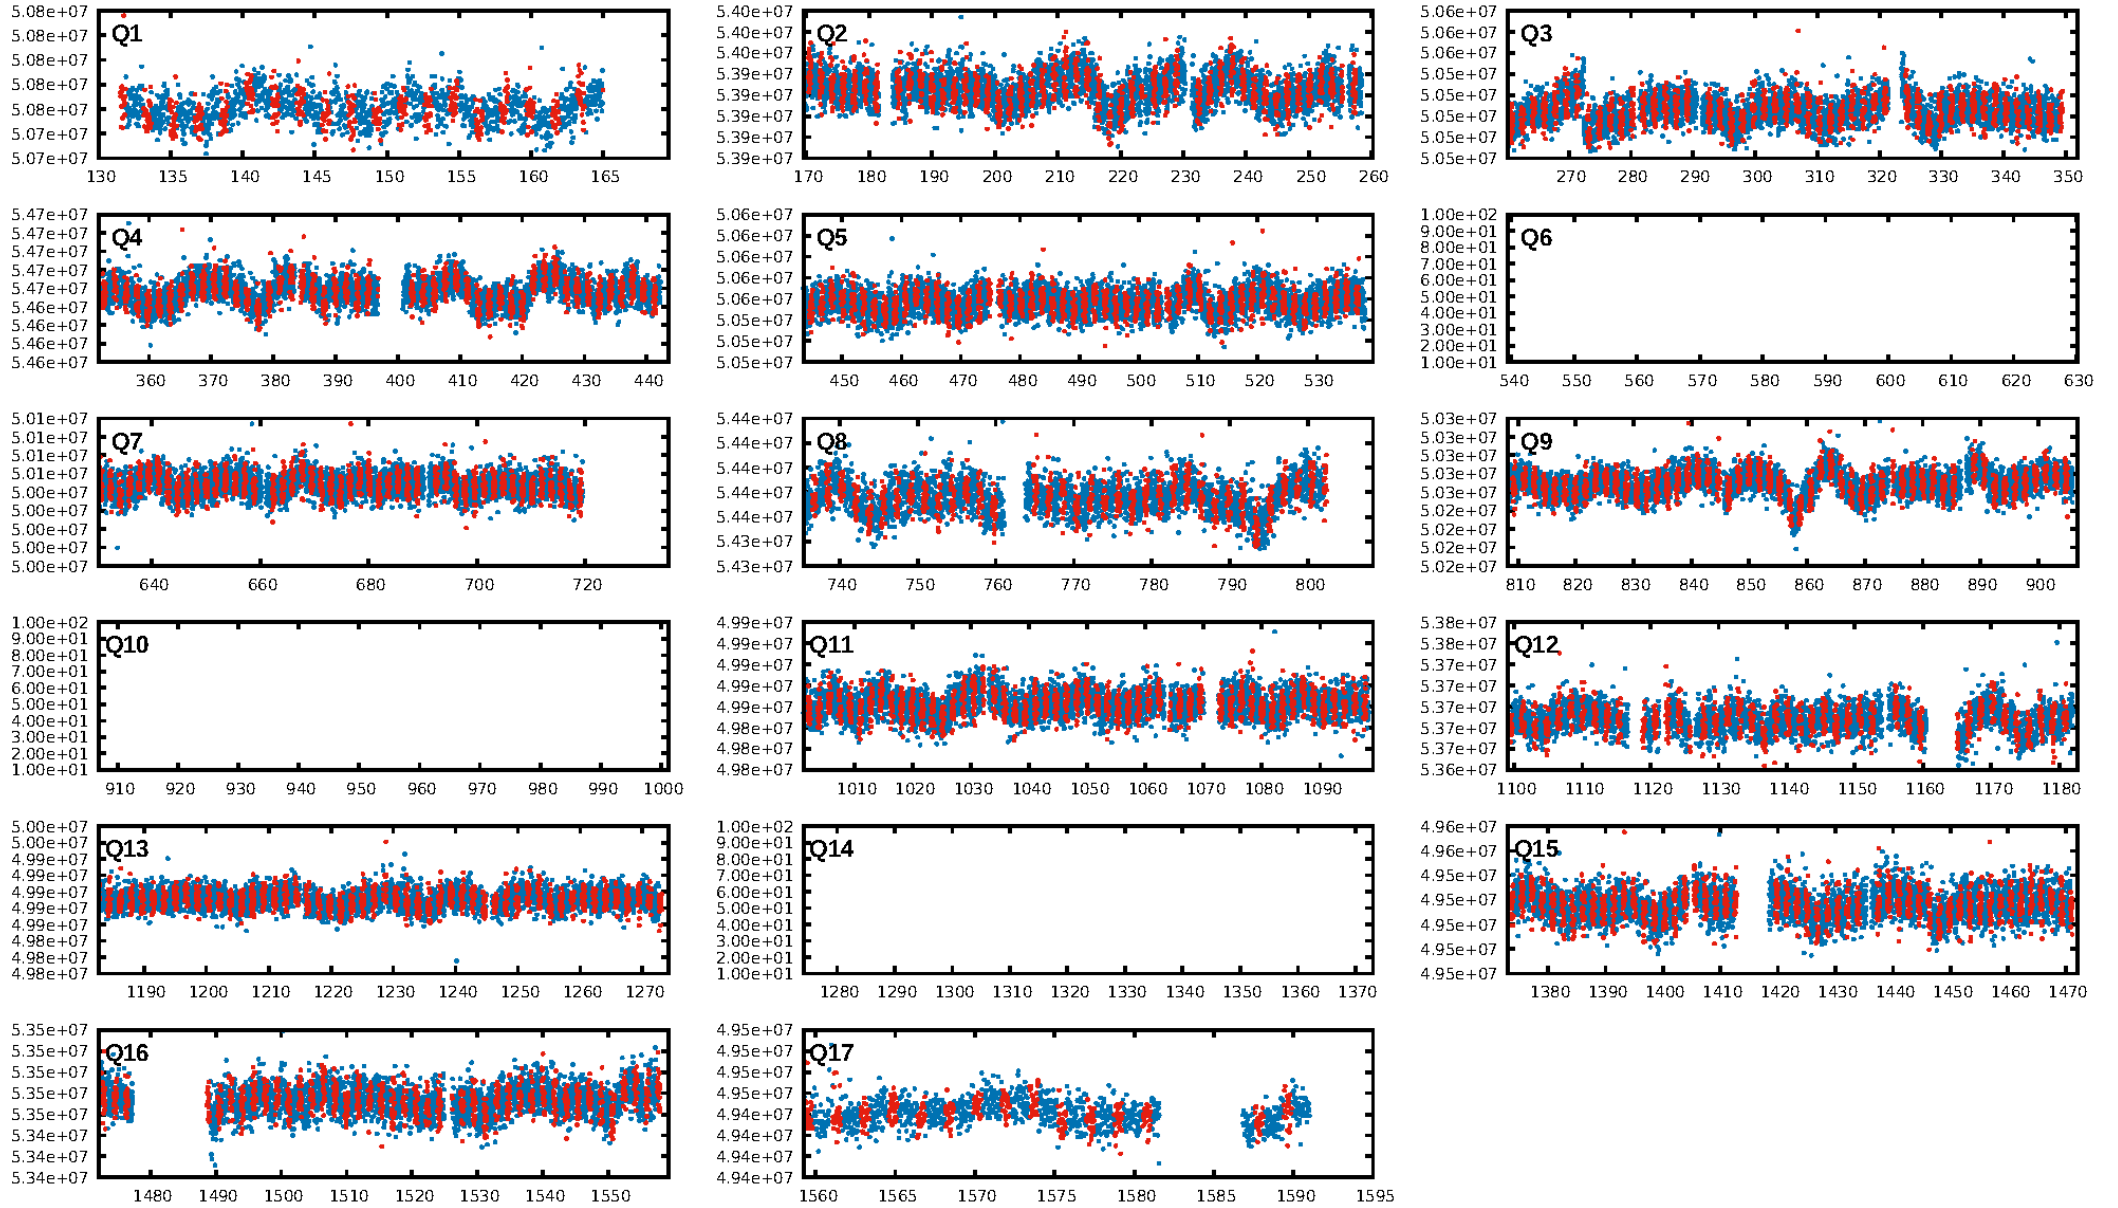 Q1
5.08e+07
5.08e+07
5.08e+07
5.08e+07
5.08e+07
5.07e+07
5.07e+07
130 135 140 145 150 155 160 165
Q2
5.40e+07
5.40e+07
5.40e+07
5.39e+07
5.39e+07
5.39e+07
5.39e+07
5.39e+07
170 180 190 200 210 220 230 240 250 260
Q3
5.06e+07
5.06e+07
5.06e+07
5.05e+07
5.05e+07
5.05e+07
5.05e+07
5.05e+07
270 280 290 300 310 320 330 340 350
Q4
5.47e+07
5.47e+07
5.47e+07
5.47e+07
5.47e+07
5.46e+07
5.46e+07
5.46e+07
5.46e+07
360 370 380 390 400 410 420 430 440
Q5
5.06e+07
5.06e+07
5.06e+07
5.06e+07
5.06e+07
5.05e+07
5.05e+07
5.05e+07
450 460 470 480 490 500 510 520 530
Q6
1.00e+02
9.00e+01
8.00e+01
7.00e+01
6.00e+01
5.00e+01
4.00e+01
3.00e+01
2.00e+01
1.00e+01
540 550 560 570 580 590 600 610 620 630
Q7
5.01e+07
5.01e+07
5.01e+07
5.01e+07
5.00e+07
5.00e+07
5.00e+07
5.00e+07
5.00e+07
640 660 680 700 720
Q8
5.44e+07
5.44e+07
5.44e+07
5.44e+07
5.44e+07
5.43e+07
5.43e+07
740 750 760 770 780 790 800
Q9
5.03e+07
5.03e+07
5.03e+07
5.03e+07
5.03e+07
5.02e+07
5.02e+07
5.02e+07
5.02e+07
810 820 830 840 850 860 870 880 890 900
Q10
1.00e+02
9.00e+01
8.00e+01
7.00e+01
6.00e+01
5.00e+01
4.00e+01
3.00e+01
2.00e+01
1.00e+01
910 920 930 940 950 960 970 980 990 1000
Q11
4.99e+07
4.99e+07
4.99e+07
4.99e+07
4.99e+07
4.98e+07
4.98e+07
4.98e+07
1010 1020 1030 1040 1050 1060 1070 1080 1090
Q12
5.38e+07
5.38e+07
5.37e+07
5.37e+07
5.37e+07
5.37e+07
5.37e+07
5.36e+07
1100 1110 1120 1130 1140 1150 1160 1170 1180
Q13
5.00e+07
5.00e+07
4.99e+07
4.99e+07
4.99e+07
4.99e+07
4.99e+07
4.98e+07
4.98e+07
4.98e+07
1190 1200 1210 1220 1230 1240 1250 1260 1270
Q14
1.00e+02
9.00e+01
8.00e+01
7.00e+01
6.00e+01
5.00e+01
4.00e+01
3.00e+01
2.00e+01
1.00e+01
1280 1290 1300 1310 1320 1330 1340 1350 1360 1370
Q15
4.96e+07
4.96e+07
4.95e+07
4.95e+07
4.95e+07
4.95e+07
4.95e+07
1380 1390 1400 1410 1420 1430 1440 1450 1460 1470
Q16
5.35e+07
5.35e+07
5.35e+07
5.35e+07
5.35e+07
5.34e+07
5.34e+07
5.34e+07
1480 1490 1500 1510 1520 1530 1540 1550
Q17
4.95e+07
4.95e+07
4.95e+07
4.95e+07
4.94e+07
4.94e+07
4.94e+07
4.94e+07
1560 1565 1570 1575 1580 1585 1590 1595